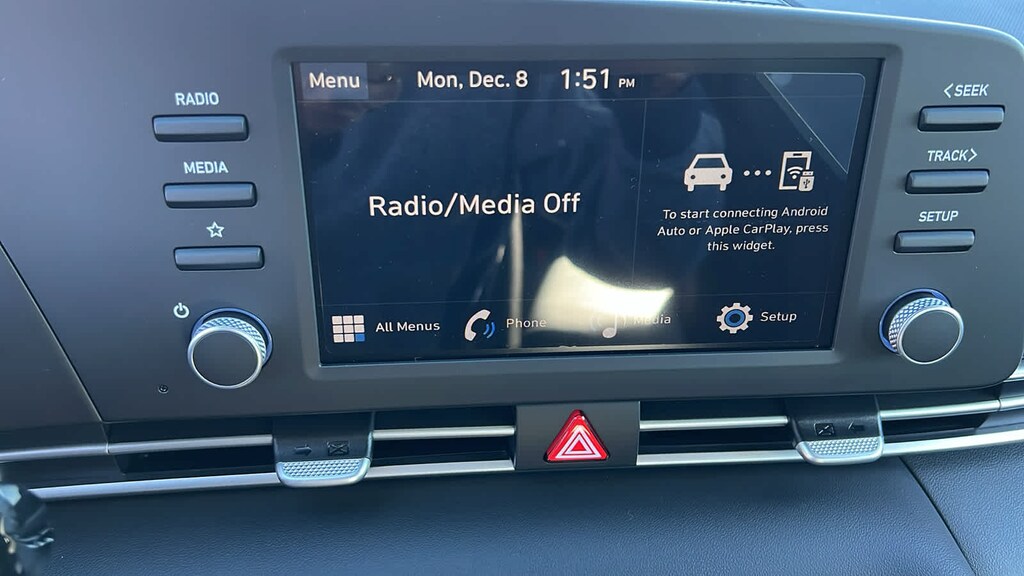 Menu
Mon, Dec. 8
1:51 PM
RADIO
MEDIA
Radio/Media Off
To start connecting Android
Auto or Apple CarPlay, press
this widget.
<SEEK
TRACK>
SETUP
All Menus
Phone
Media
Setup